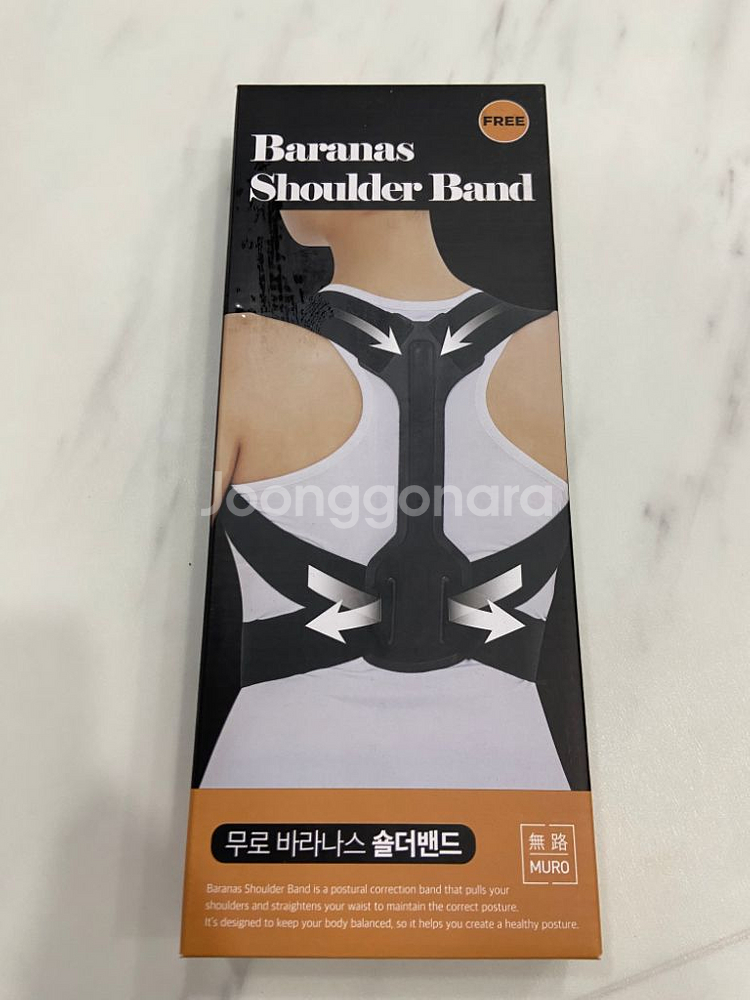 FREE
Baranas
Shoulder Band
Joonggonara
무로 바라나스 숄더밴드
無路
MURO
Baranas Shoulder Band is a postural correction band that pulls your
shoulders and straightens your waist to maintain the correct posture.
It's designed to keep your body balanced, so it helps you create a healthy posture.